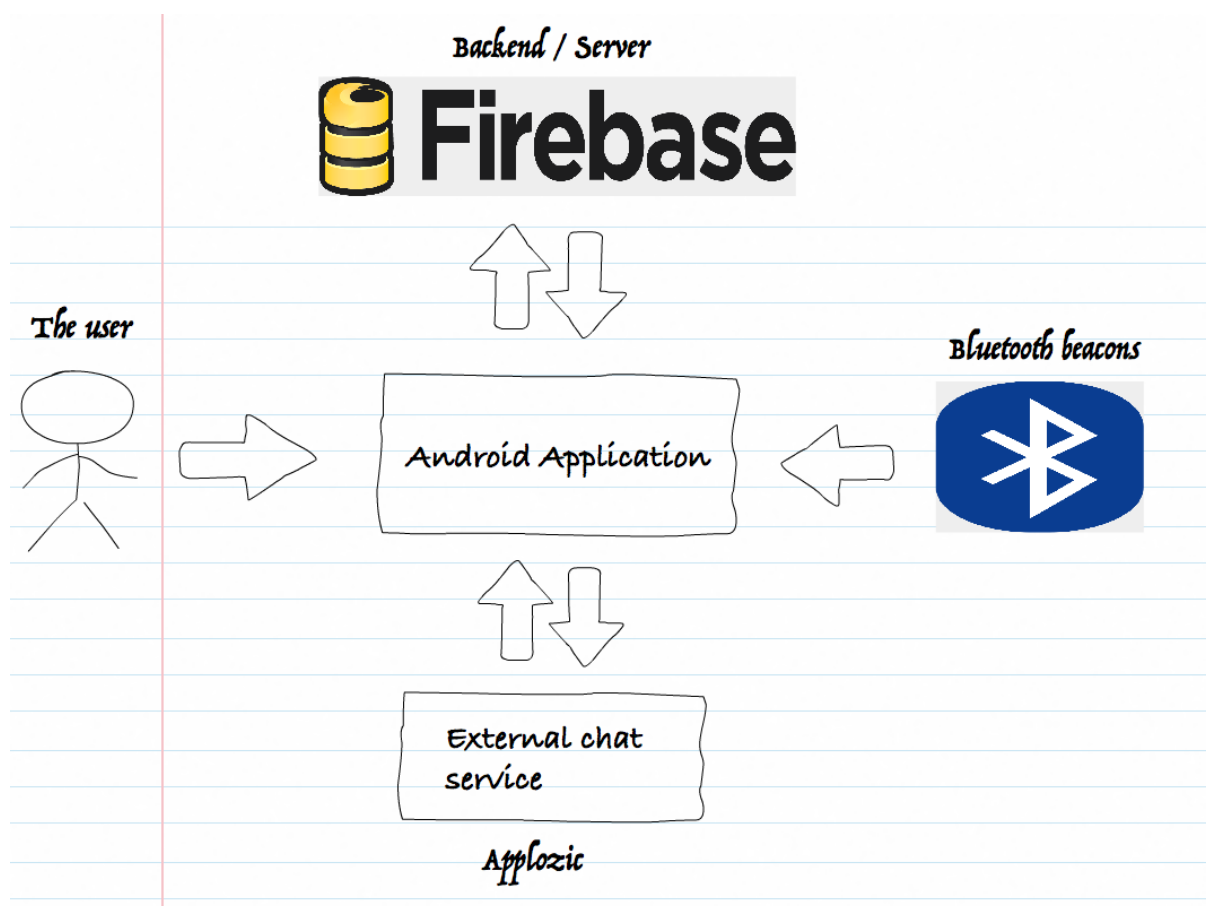 Backend / Server
Firebase
The user
Bluetooth beacons
Android Application
External chat
service
Applozic